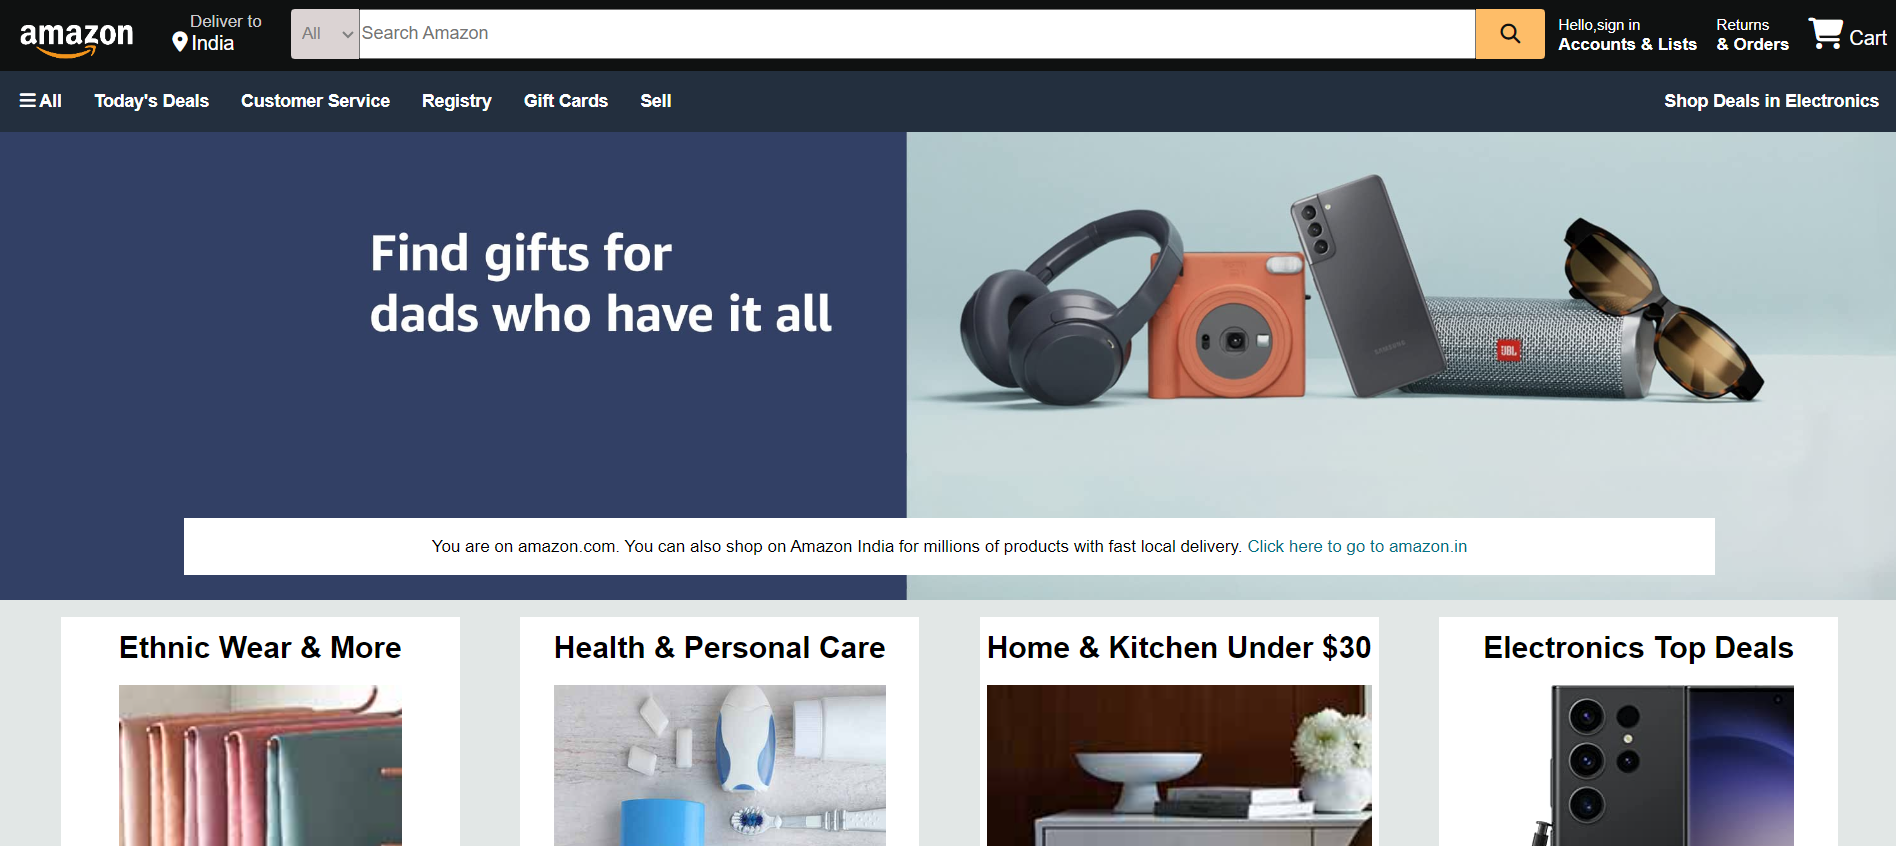 amazon
Deliver to
India
All
Search Amazon
Hello,sign in
Accounts & Lists
Returns
& Orders
Cart
All
Today's Deals
Customer Service
Registry
Gift Cards
Sell
Shop Deals in Electronics
Find gifts for
dads who have it all
SAMSUNG
JBL
You are on amazon.com. You can also shop on Amazon India for millions of products with fast local delivery. Click here to go to amazon.in
Ethnic Wear & More
Health & Personal Care
Home & Kitchen Under $30
Electronics Top Deals